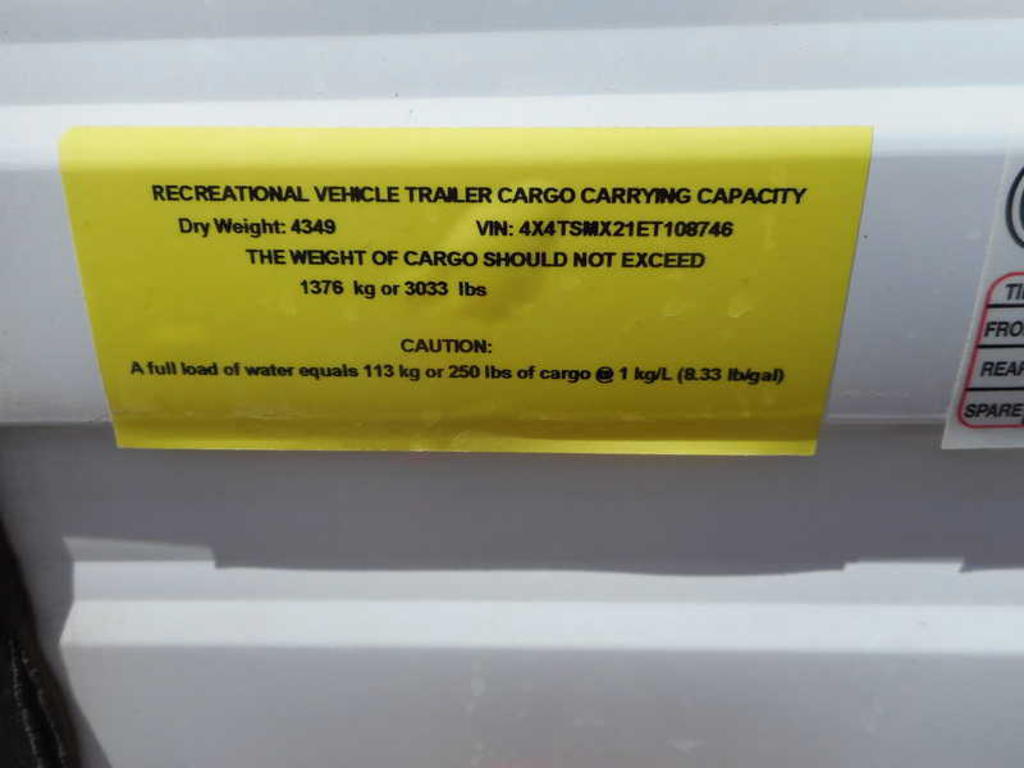 RECREATIONAL VEHICLE TRAILER CARGO CARRYING CAPACITY
Dry Weight: 4349 VIN: 4X4TSMX21ET108746
THE WEIGHT OF CARGO SHOULD NOT EXCEED
1376 kg or 3033 lbs
CAUTION:
A full load of water equals 113 kg or 250 lbs of cargo @ 1 kg/L (8.33 lb/gal)
TI
FRO
REAR
SPARE